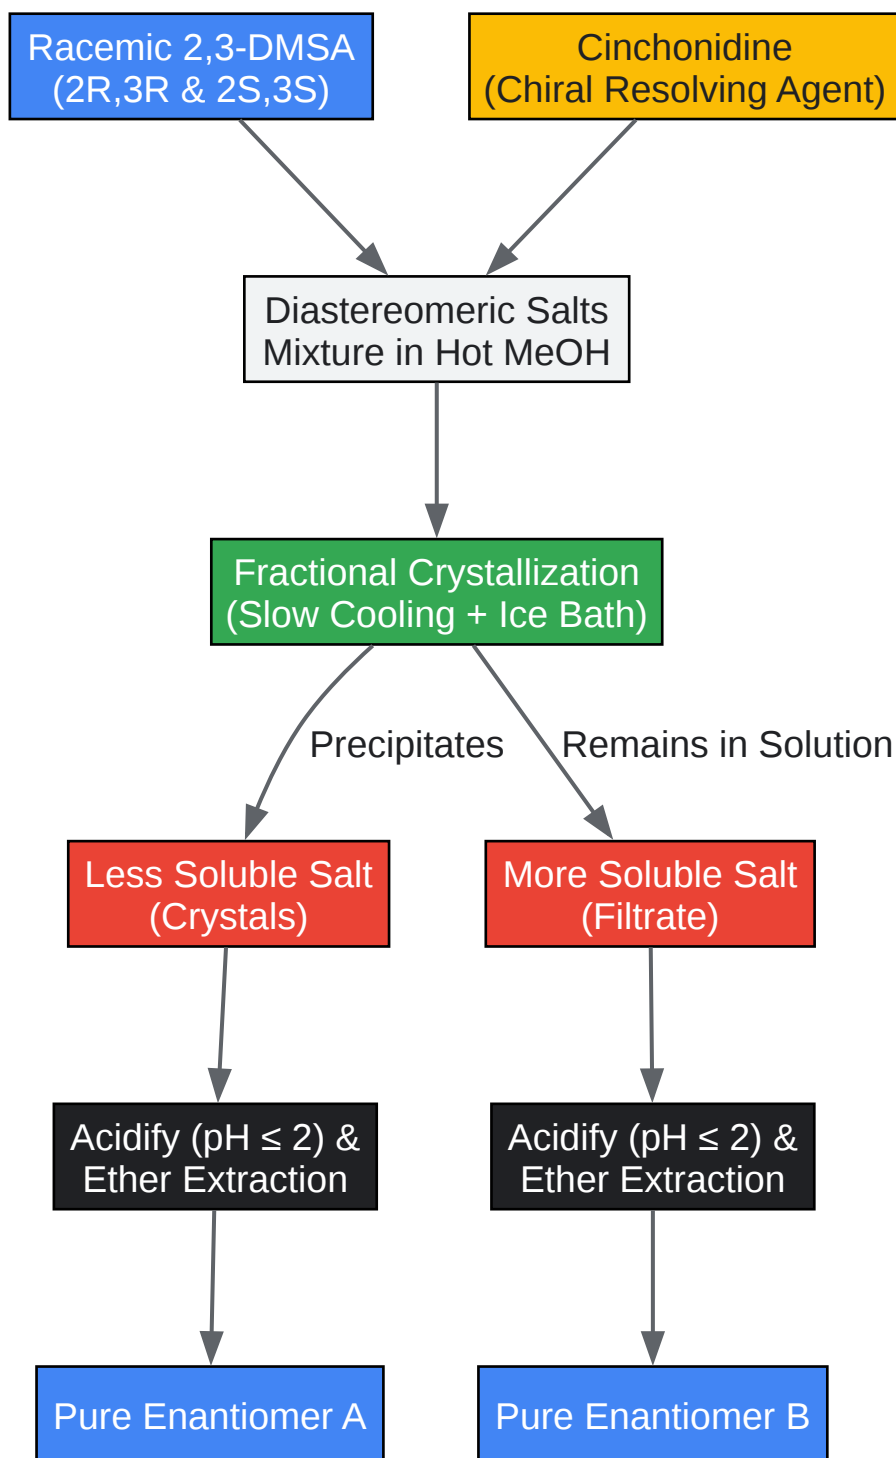 Racemic 2,3-DMSA
(2R,3R & 2S,3S)
Cinchonidine
(Chiral Resolving Agent)
Diastereomeric Salts
Mixture in Hot MeOH
Fractional Crystallization
(Slow Cooling + Ice Bath)
Precipitates
Remains in Solution
Less Soluble Salt
(Crystals)
More Soluble Salt
(Filtrate)
Acidify (pH ≤ 2) &
Ether Extraction
Acidify (pH ≤ 2) &
Ether Extraction
Pure Enantiomer A
Pure Enantiomer B